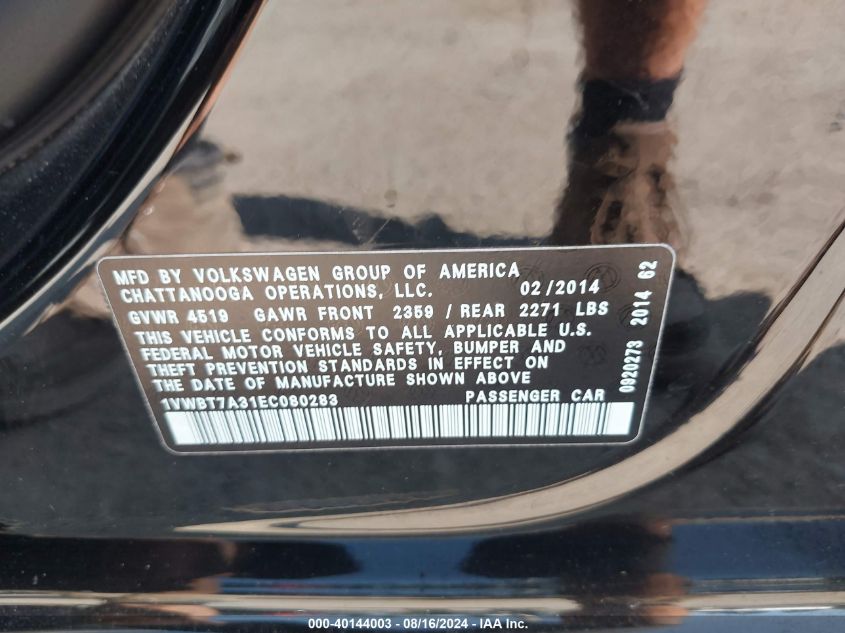 MFD BY VOLKSWAGEN GROUP OF AMERICA
CHATTANOOGA OPERATIONS, LLC. 02/2014
GVWR 4519 GAWR FRONT 2359 / REAR 2271 LBS
THIS VEHICLE CONFORMS TO ALL APPLICABLE U.S.
FEDERAL MOTOR VEHICLE SAFETY, BUMPER AND
THEFT PREVENTION STANDARDS IN EFFECT ON
THE DATE OF MANUFACTURE SHOWN ABOVE
1VWBT7A31EC080283 PASSENGER CAR
0920273 2014 62
000-40144003 - 08/16/2024 - IAA Inc.